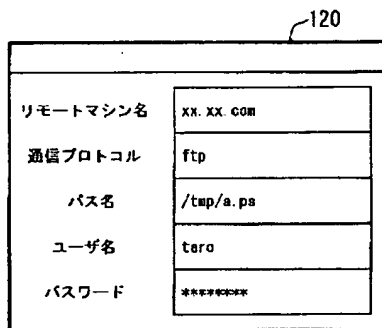 120
リモートマシン名 xx.xx.com
通信プロトコル ftp
パス名 /tmp/a.ps
ユーザ名 taro
パスワード ********